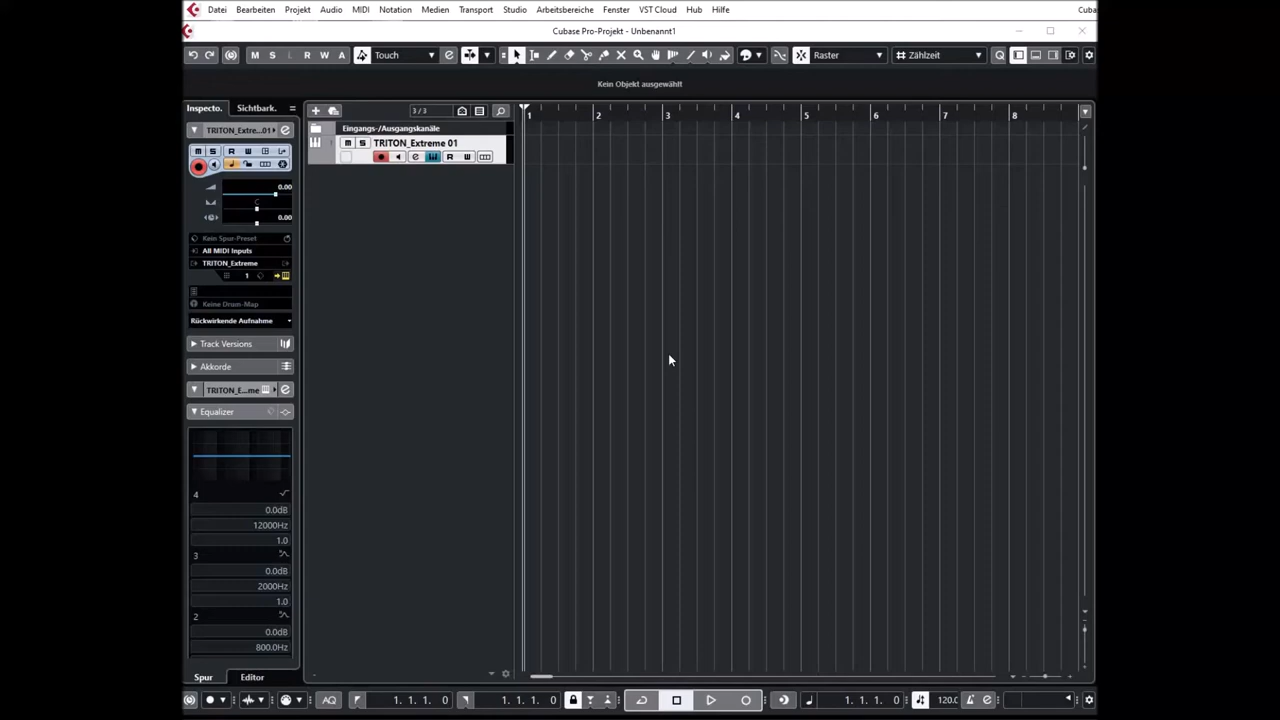 Datei Bearbeiten Projekt Audio MIDI Notation Medien Transport Studio Arbeitsbereiche Fenster VST Cloud Hub Hilfe Cuba
Cubase Pro-Projekt - Unbenannt1
M S L R W A Touch Raster Zählzeit
Kein Objekt ausgewählt
Inspecto. Sichtbark. 3 / 3 1 2 3 4 5 6 7 8
TRITON_Extre...01 Eingangs-/Ausgangskanäle
M S R W M S TRITON_Extreme 01
R W
0.00
C
0.00
Kein Spur-Preset
All MIDI Inputs
TRITON_Extreme
1
Keine Drum-Map
Rückwirkende Aufnahme
Track Versions
Akkorde
TRITON_E...me
Equalizer
4
0.0dB
12000Hz
1.0
3
0.0dB
2000Hz
1.0
2
0.0dB
800.0Hz
Spur Editor
AQ 1. 1. 1. 0 1. 1. 1. 0 1. 1. 1. 0 120.0